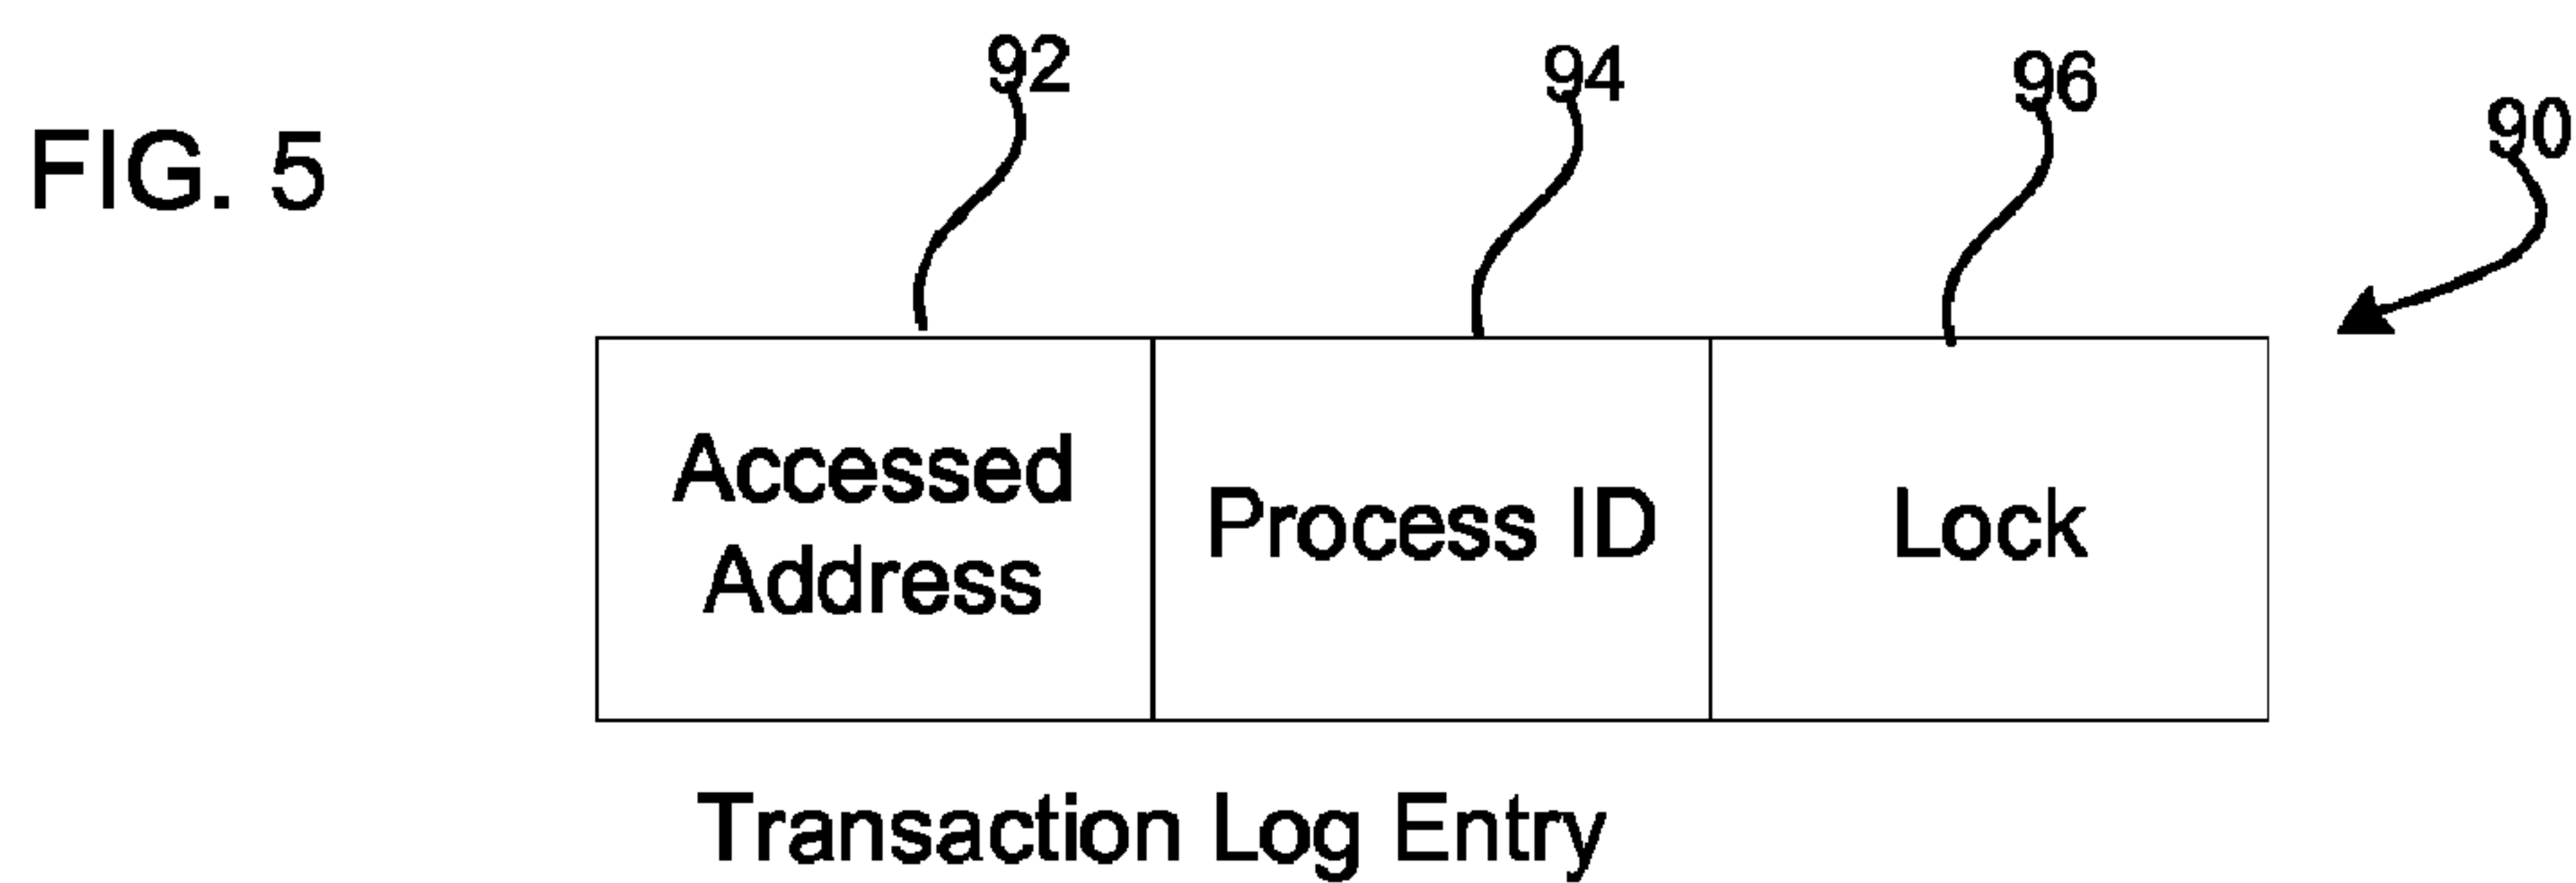 92
94
96
90
FIG. 5
Accessed
Address
Process ID
Lock
Transaction Log Entry